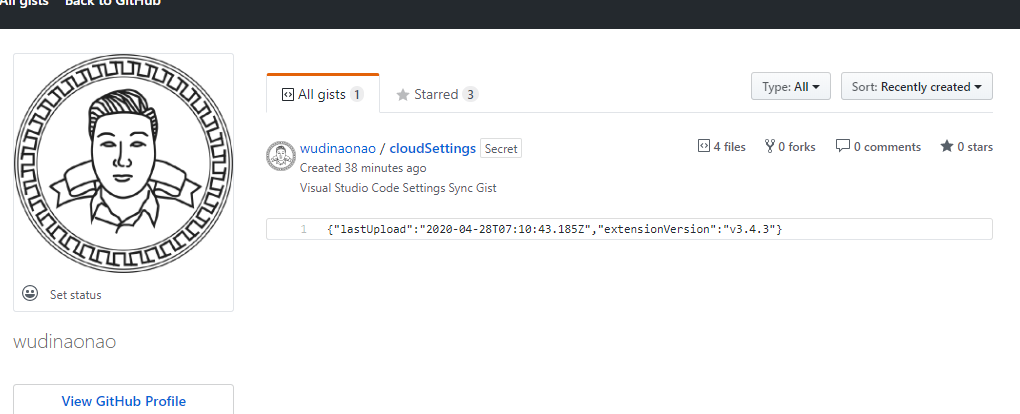 All gists Back to GitHub
All gists 1 Starred 3
Type: All Sort: Recently created
wudinaonao / cloudSettings Secret
4 files 0 forks 0 comments 0 stars
Created 38 minutes ago
Visual Studio Code Settings Sync Gist
1 {"lastUpload":"2020-04-28T07:10:43.185Z","extensionVersion":"v3.4.3"}
Set status
wudinaonao
View GitHub Profile